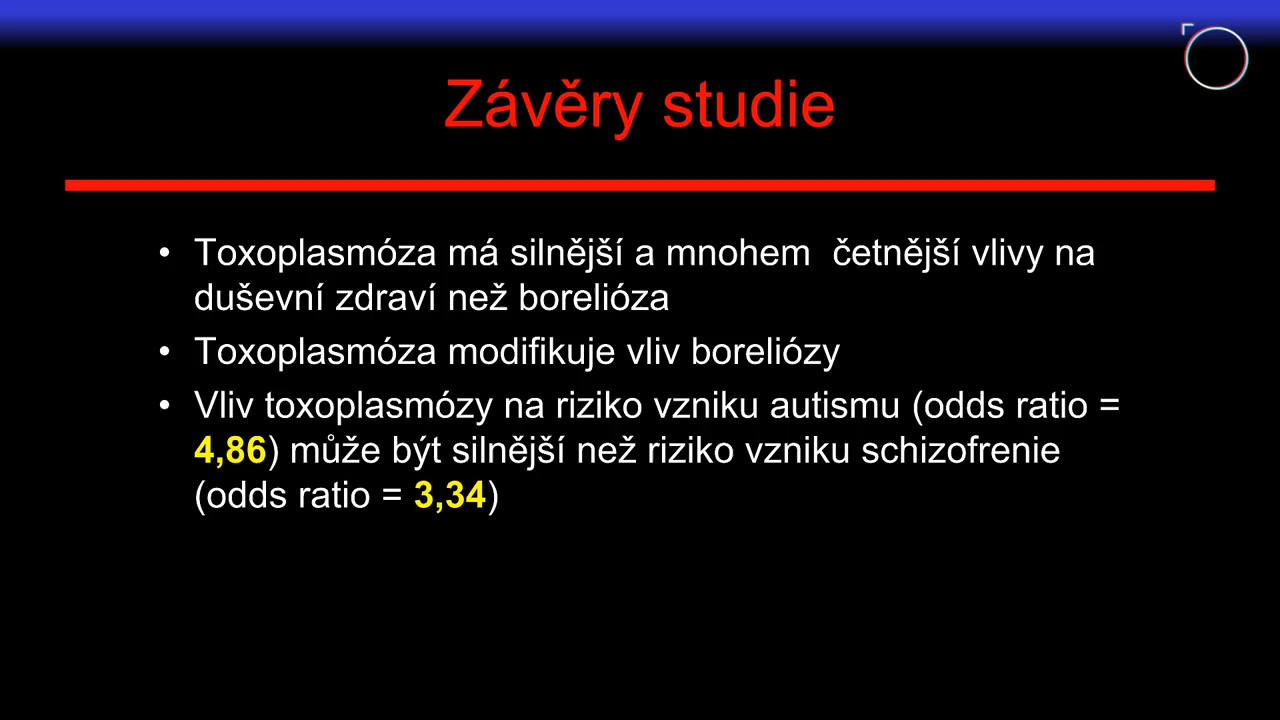 Závěry studie
• Toxoplasmóza má silnější a mnohem  četnější vlivy na
duševní zdraví než borelióza
• Toxoplasmóza modifikuje vliv boreliózy
• Vliv toxoplasmózy na riziko vzniku autismu (odds ratio =
4,86) může být silnější než riziko vzniku schizofrenie
(odds ratio = 3,34)